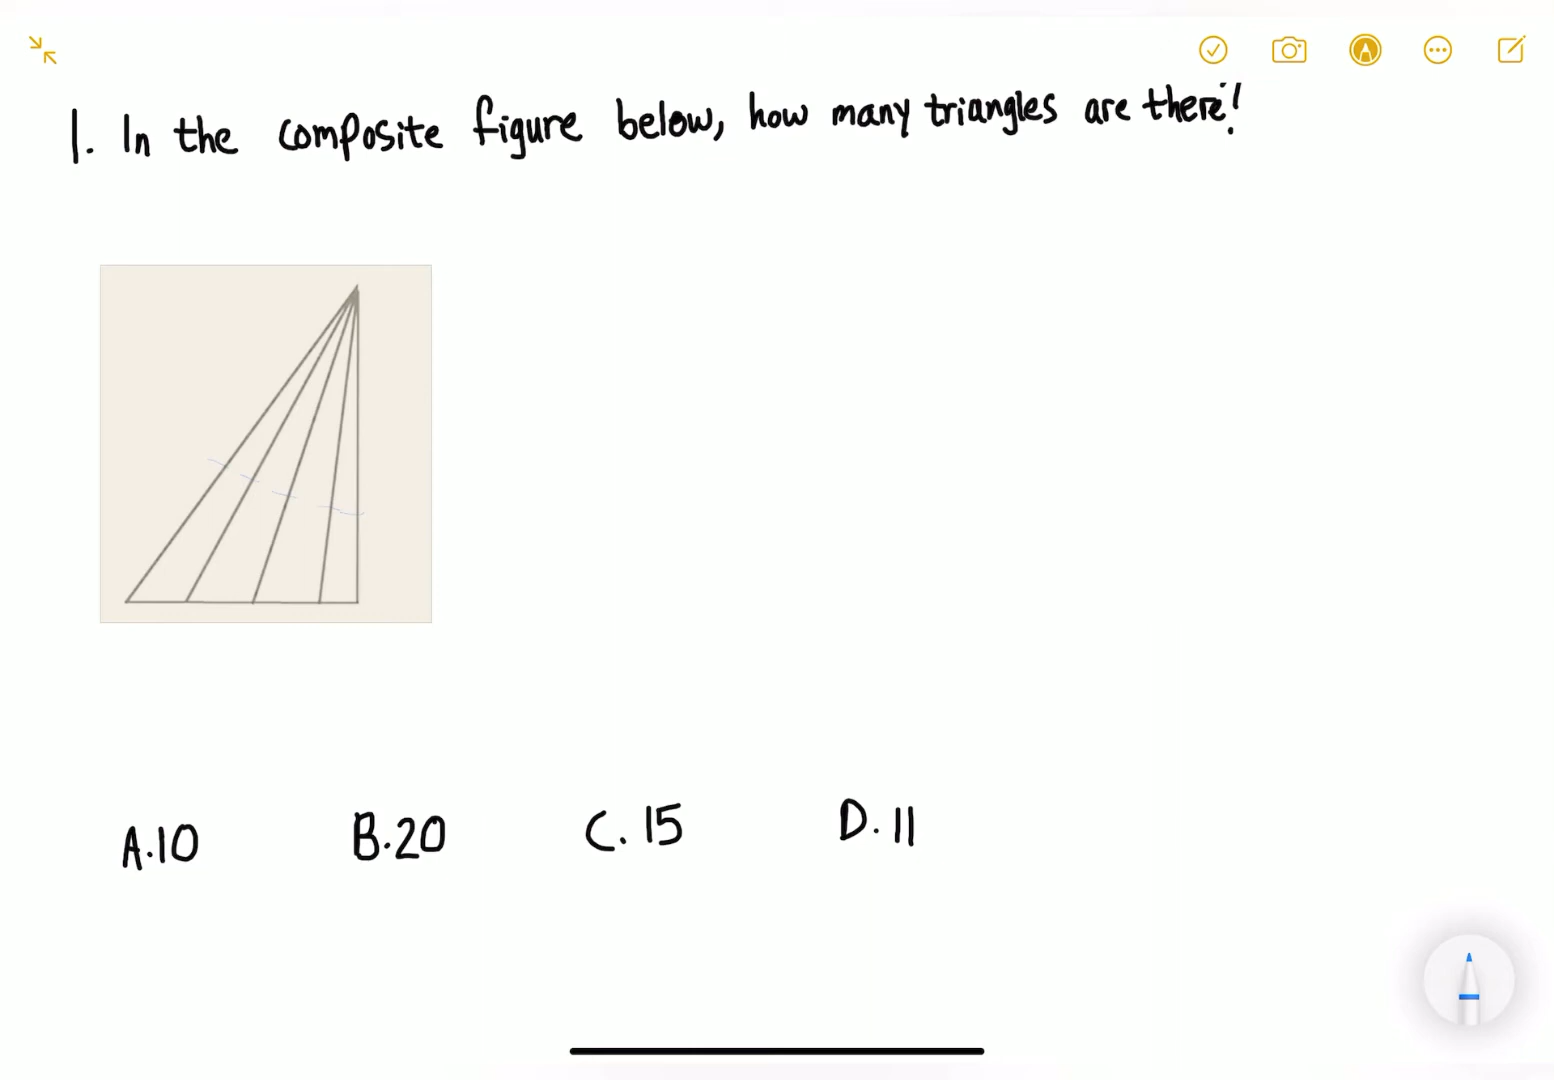 1. In the composite figure below, how many triangles are there?
A. 10 B. 20 C. 15 D. 11